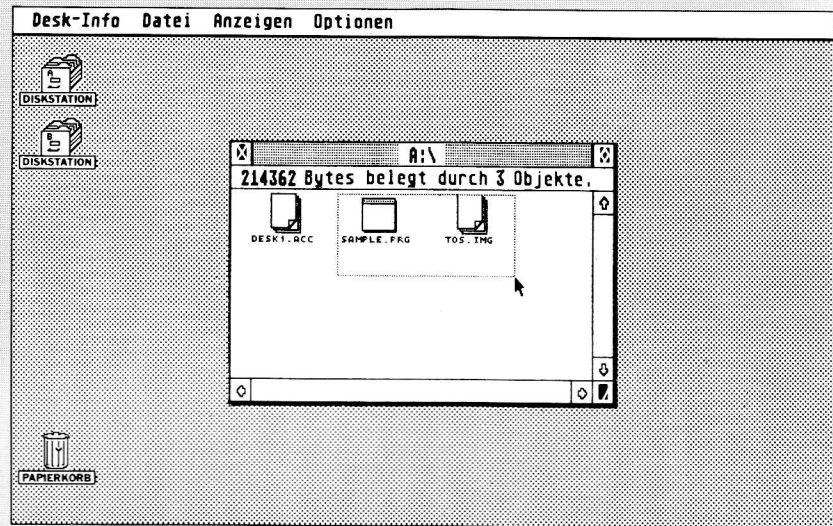 Desk-Info Datei Anzeigen Optionen
A
DISKSTATION
B
DISKSTATION
A:\
214362 Bytes belegt durch 3 Objekte.
DESK1.ACC SAMPLE.PRG TOS.IMG
PAPIERKORB